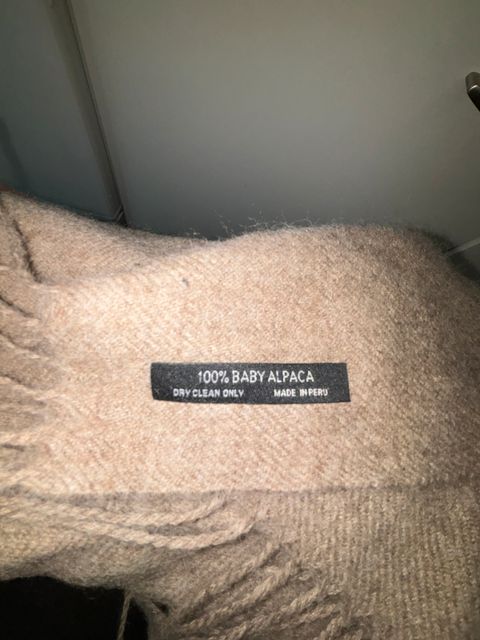 100% BABY ALPACA
DRY CLEAN ONLY MADE IN PERU